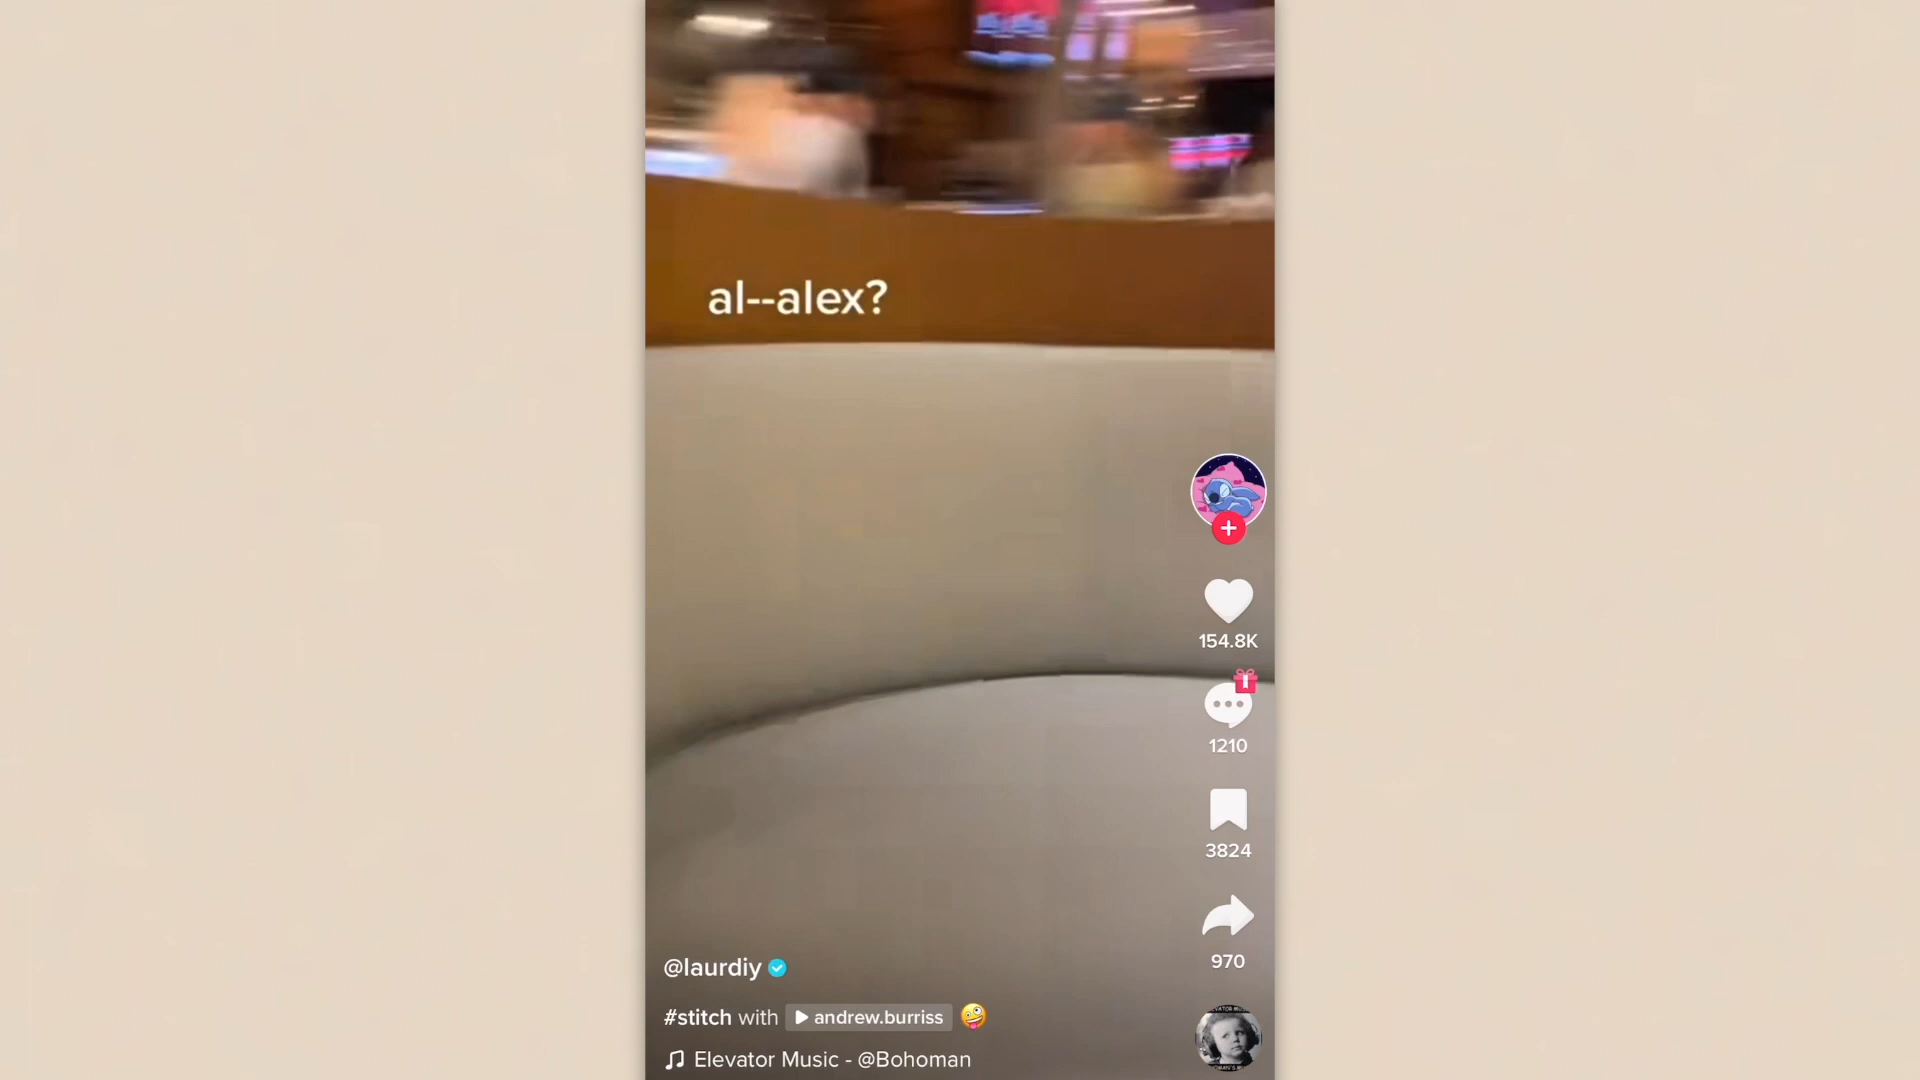 al--alex?
154.8K
1210
3824
970
@laurdiy
#stitch with andrew.burriss 🤪
Elevator Music - @Bohoman